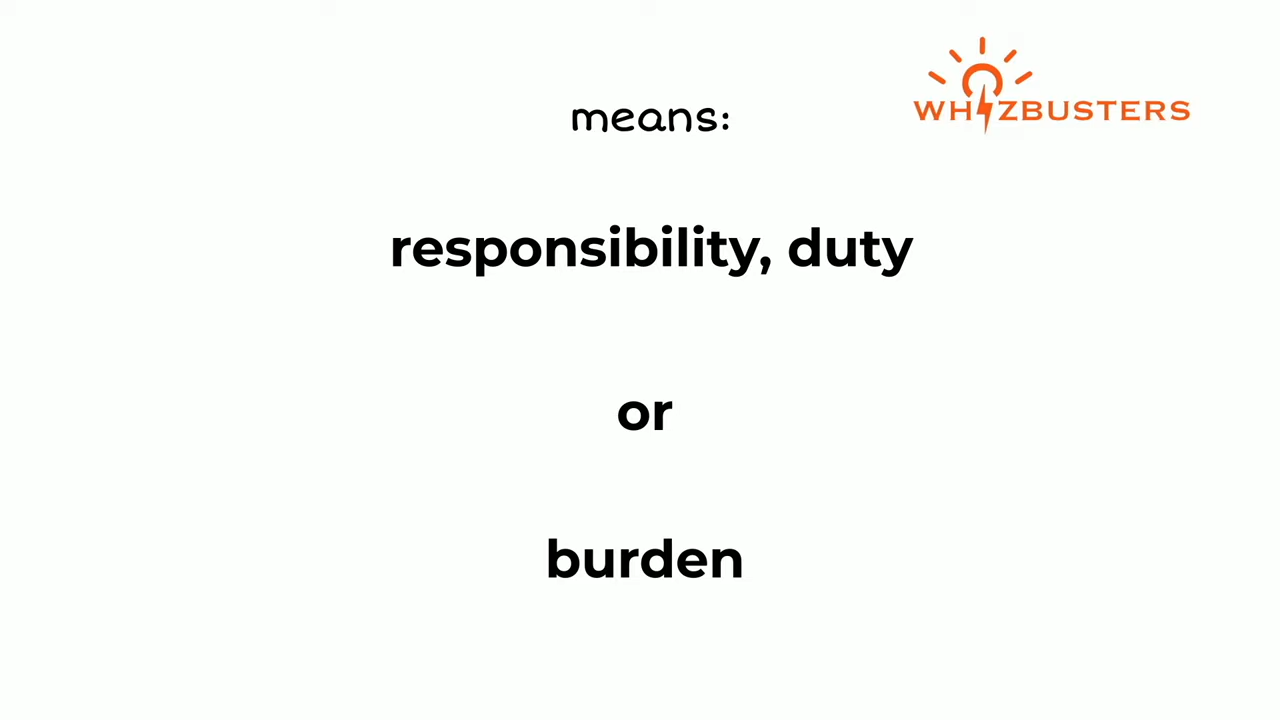 means:
WHIZBUSTERS
responsibility, duty
or
burden